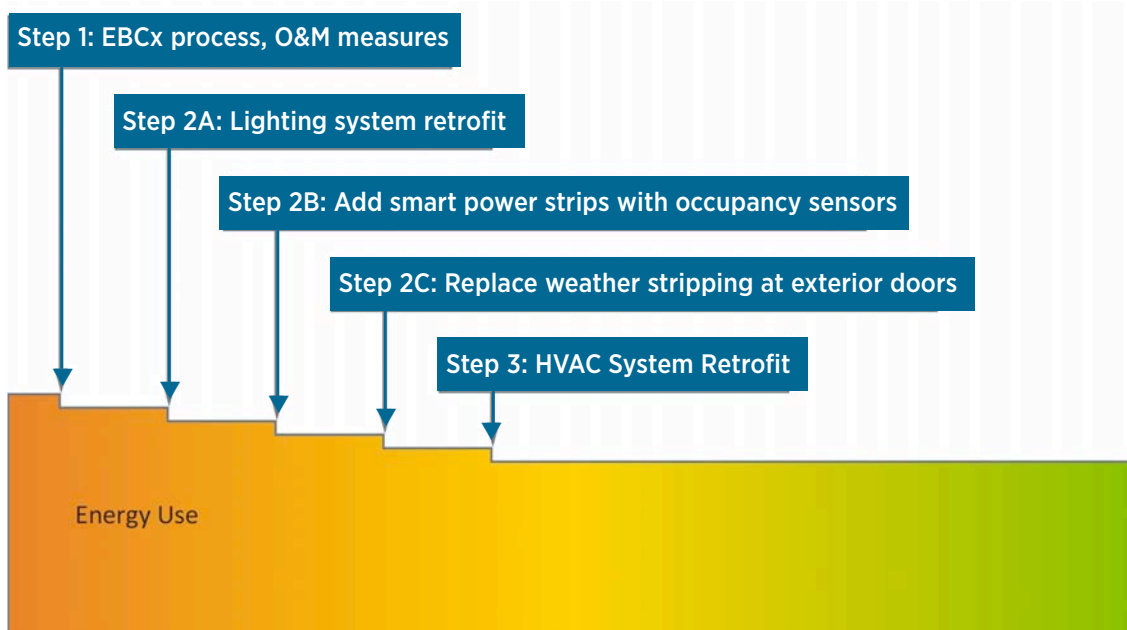 Step 1: EBCx process, O&M measures
Step 2A: Lighting system retrofit
Step 2B: Add smart power strips with occupancy sensors
Step 2C: Replace weather stripping at exterior doors
Step 3: HVAC System Retrofit
Energy Use